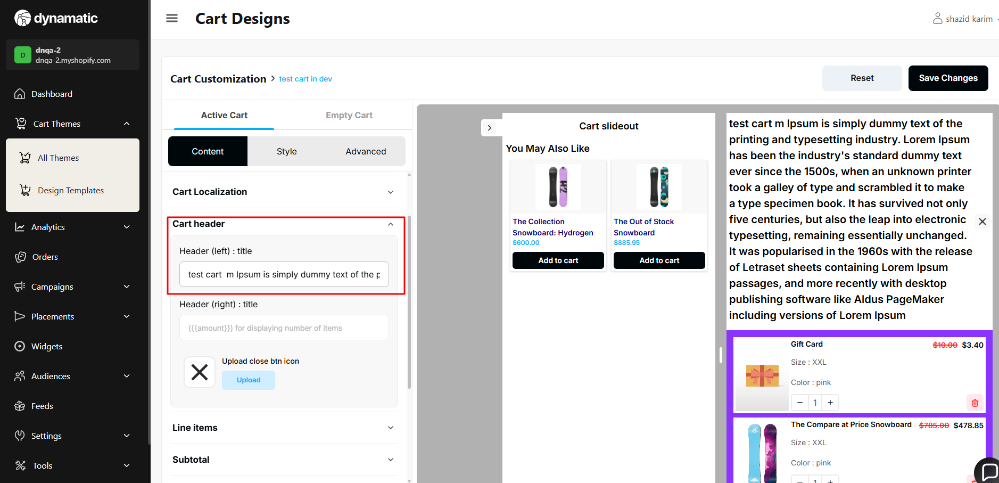 dynamatic
D
dnqa-2
dnqa-2.myshopify.com
Dashboard
Cart Themes
All Themes
Design Templates
Analytics
Orders
Campaigns
Placements
Widgets
Audiences
Feeds
Settings
Tools
Cart Designs
shazid karim
Cart Customization > test cart in dev
Reset
Save Changes
Active Cart
Empty Cart
Content
Style
Advanced
Cart Localization
Cart header
Header (left) : title
test cart  m Ipsum is simply dummy text of the p
Header (right) : title
({{amount}}) for displaying number of items
Upload close btn icon
Upload
Line items
Subtotal
Cart slideout
You May Also Like
The Collection
Snowboard: Hydrogen
$600.00
Add to cart
The Out of Stock
Snowboard
$885.95
Add to cart
test cart m Ipsum is simply dummy text of the
printing and typesetting industry. Lorem Ipsum
has been the industry's standard dummy text
ever since the 1500s, when an unknown printer
took a galley of type and scrambled it to make
a type specimen book. It has survived not only
five centuries, but also the leap into electronic
typesetting, remaining essentially unchanged.
It was popularised in the 1960s with the release
of Letraset sheets containing Lorem Ipsum
passages, and more recently with desktop
publishing software like Aldus PageMaker
including versions of Lorem Ipsum
Gift Card
$10.00 $3.40
Size : XXL
Color : pink
− 1 +
The Compare at Price Snowboard
$785.00 $478.85
Size : XXL
Color : pink
− 1 +